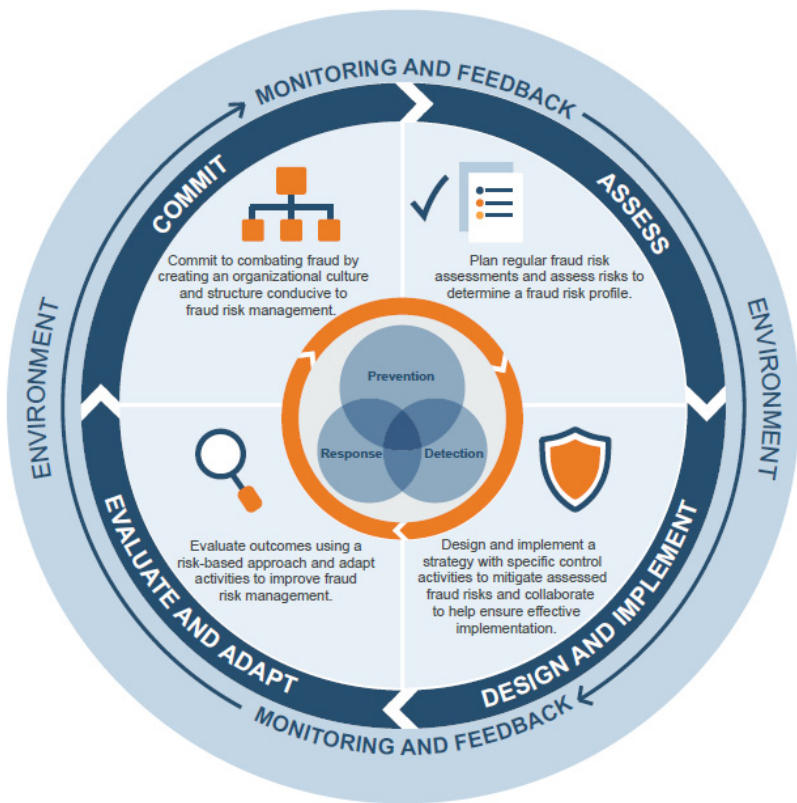 MONITORING AND FEEDBACK
COMMIT
ASSESS
Commit to combating fraud by
creating an organizational culture
and structure conducive to
fraud risk management.
Plan regular fraud risk
assessments and assess risks to
determine a fraud risk profile.
ENVIRONMENT
ENVIRONMENT
Prevention
Response
Detection
Evaluate outcomes using a
risk-based approach and adapt
activities to improve fraud
risk management.
Design and implement a
strategy with specific control
activities to mitigate assessed
fraud risks and collaborate
to help ensure effective
implementation.
EVALUATE AND ADAPT
DESIGN AND IMPLEMENT
MONITORING AND FEEDBACK